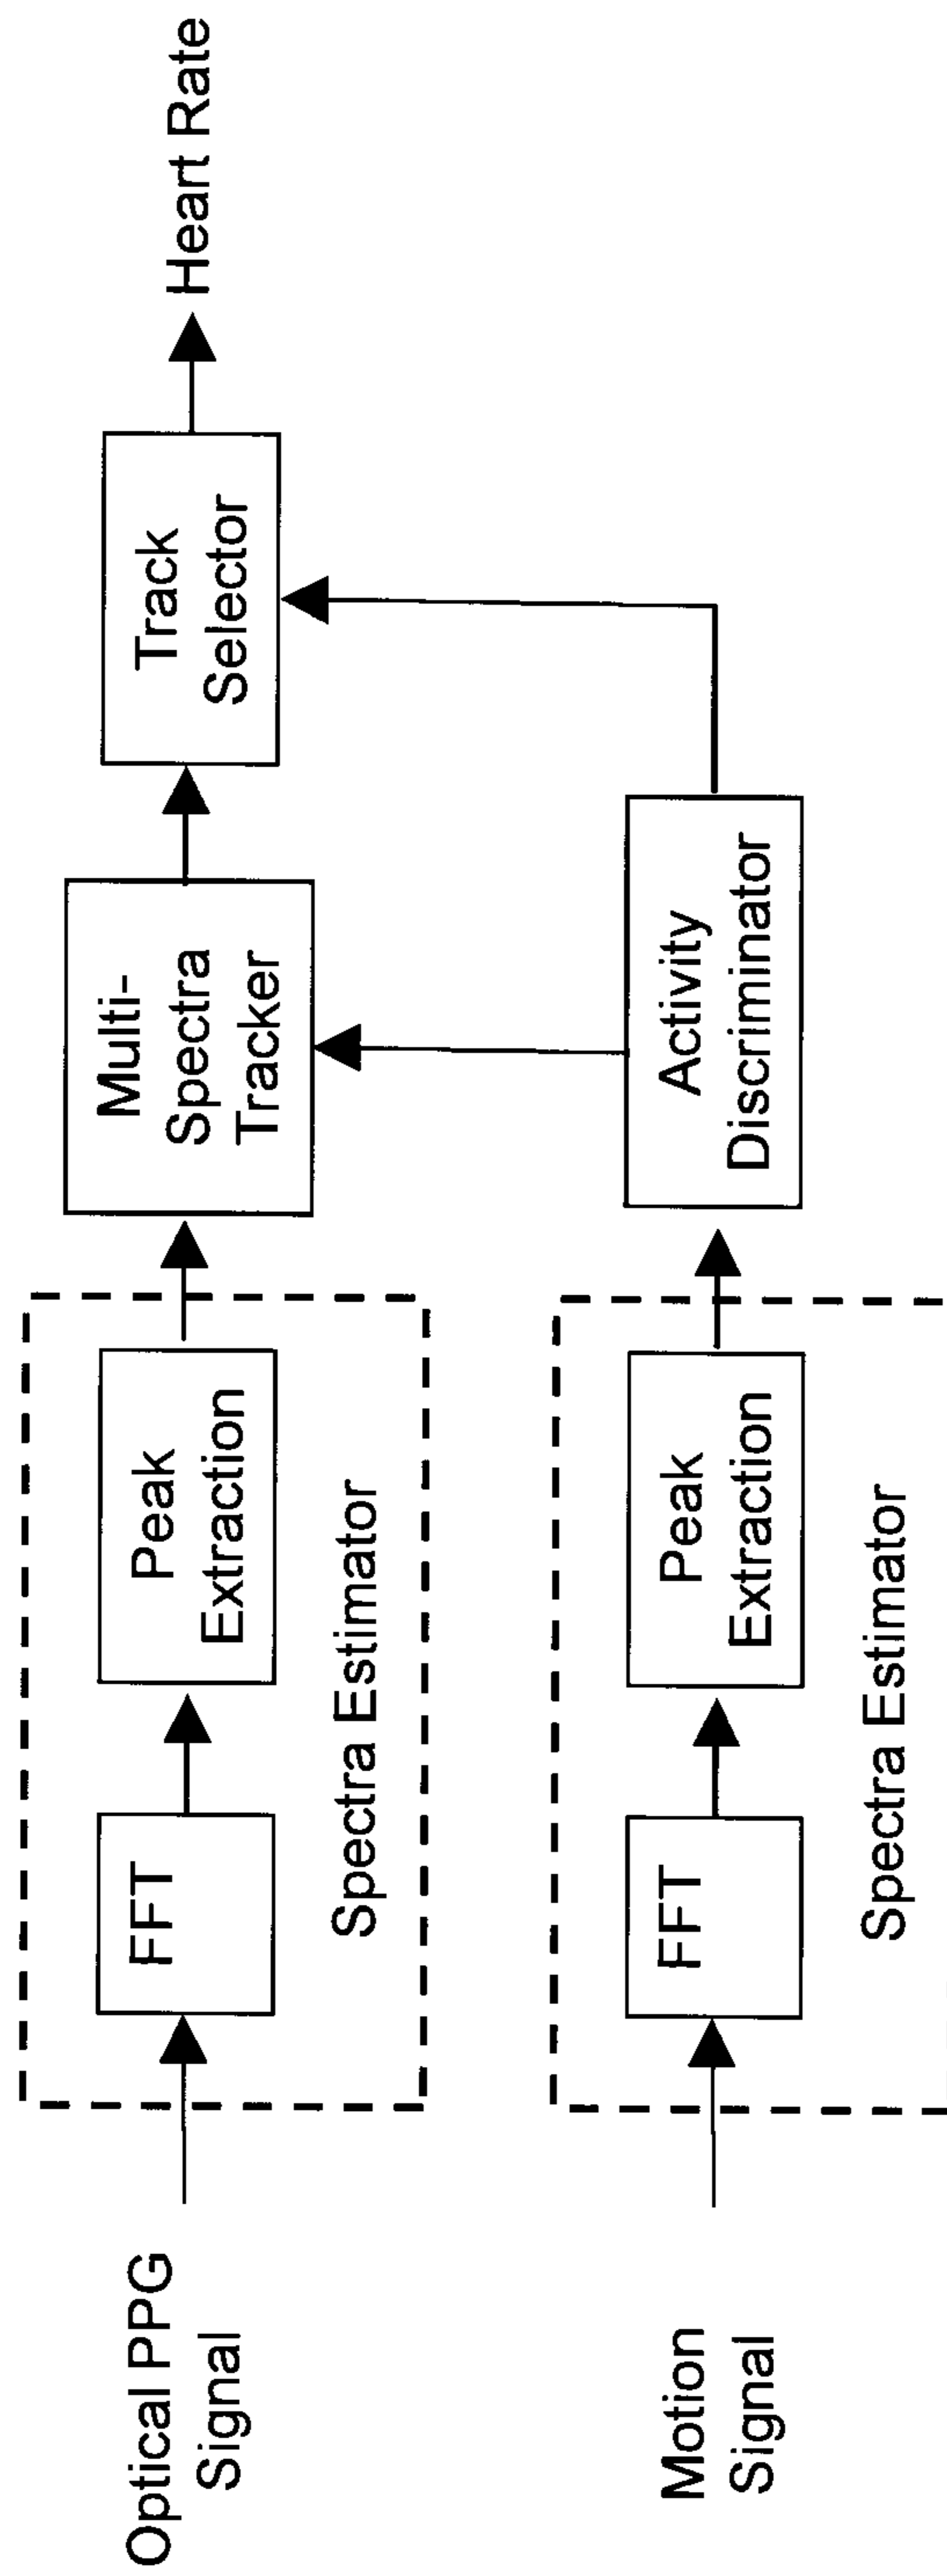 Optical PPG
Signal
FFT
Peak
Extraction
Spectra Estimator
Multi-
Spectra
Tracker
Track
Selector
Heart Rate
Motion
Signal
FFT
Peak
Extraction
Spectra Estimator
Activity
Discriminator